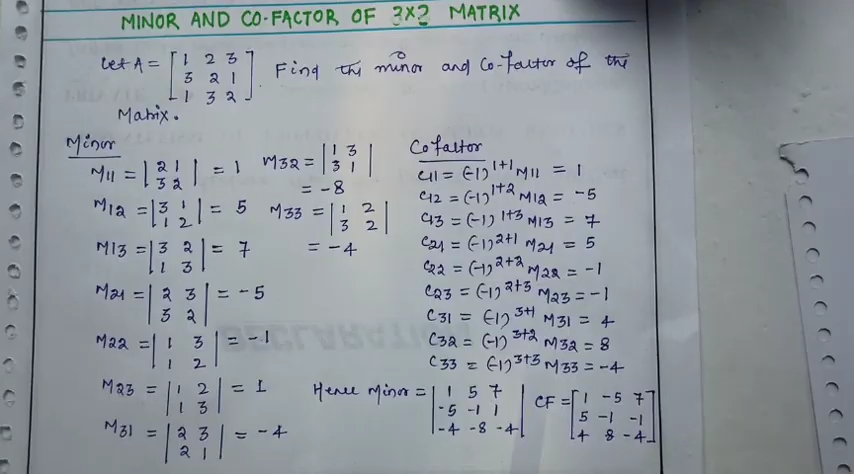 MINOR AND CO-FACTOR OF 3×3 MATRIX
Let A = [1 2 3
3 2 1
1 3 2]. Find the minor and Co-factor of the
Matrix.
Minor
M11 = |2 1
3 2| = 1
M12 = |3 1
1 2| = 5
M13 = |3 2
1 3| = 7
M21 = |2 3
3 2| = -5
M22 = |1 3
1 2| = -1
M23 = |1 2
1 3| = 1
M31 = |2 3
2 1| = -4
M32 = |1 3
3 1|
= -8
M33 = |1 2
3 2|
= -4
Cofactor
C11 = (-1)^1+1 M11 = 1
C12 = (-1)^1+2 M12 = -5
C13 = (-1)^1+3 M13 = 7
C21 = (-1)^2+1 M21 = 5
C22 = (-1)^2+2 M22 = -1
C23 = (-1)^2+3 M23 = -1
C31 = (-1)^3+1 M31 = 4
C32 = (-1)^3+2 M32 = 8
C33 = (-1)^3+3 M33 = -4
Hence Minor = |1 5 7
-5 -1 1
-4 -8 -4|
CF = [1 -5 7
5 -1 -1
4 8 -4]
DECLARATION